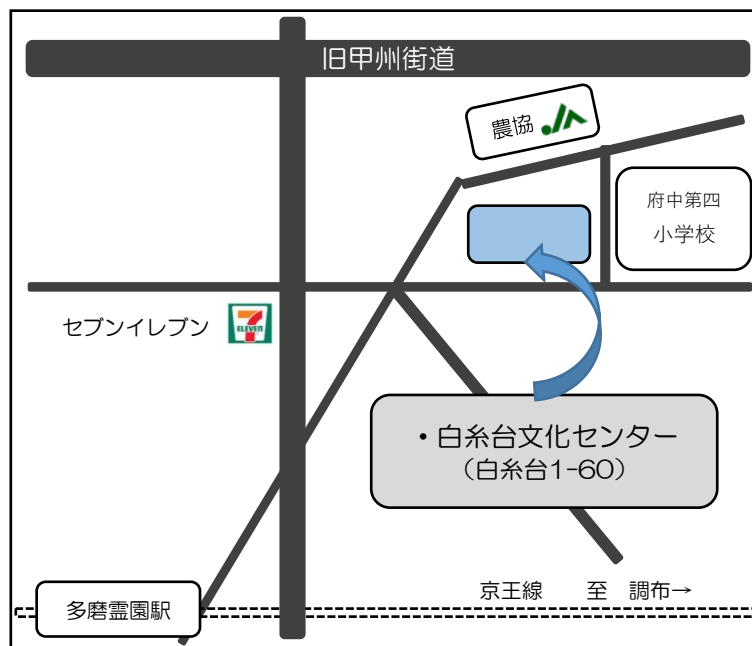 旧甲州街道
農協
府中第四
小学校
セブンイレブン
7
ELEVEN
・白糸台文化センター
(白糸台1-60)
京王線 至 調布→
多磨霊園駅